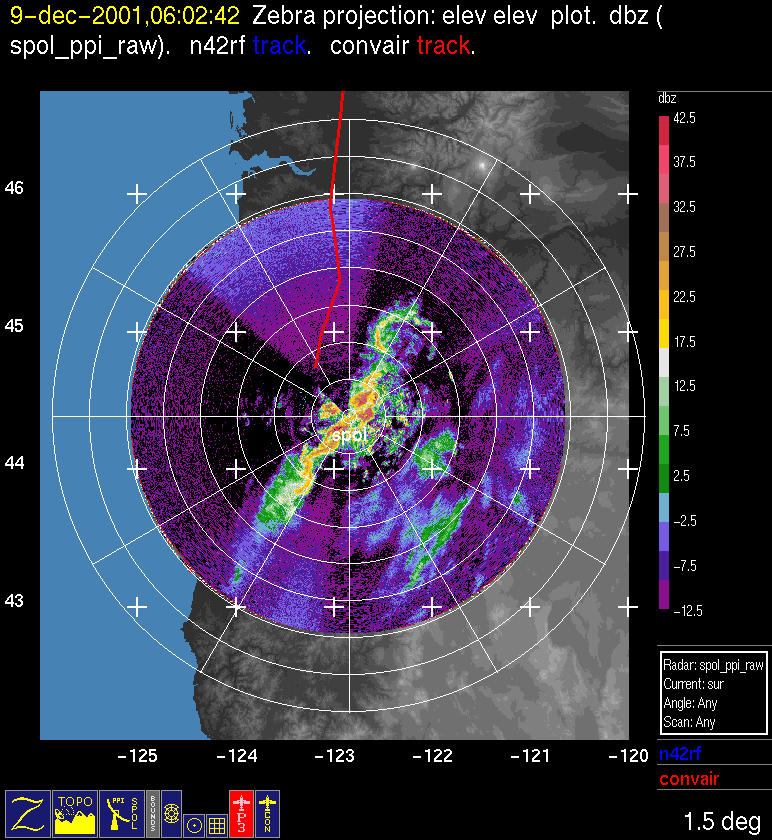 9-dec-2001,06:02:42 Zebra projection: elev elev plot. dbz (
spol_ppi_raw). n42rf track. convair track.
dbz
42.5
37.5
32.5
27.5
22.5
17.5
12.5
7.5
2.5
-2.5
-7.5
-12.5
46
45
44
43
spol
-125
-124
-123
-122
-121
-120
Radar: spol_ppi_raw
Current: sur
Angle: Any
Scan: Any
n42rf
convair
1.5 deg
Z
TOPO
PPI
SPOL
BOUNDS
P3
CON